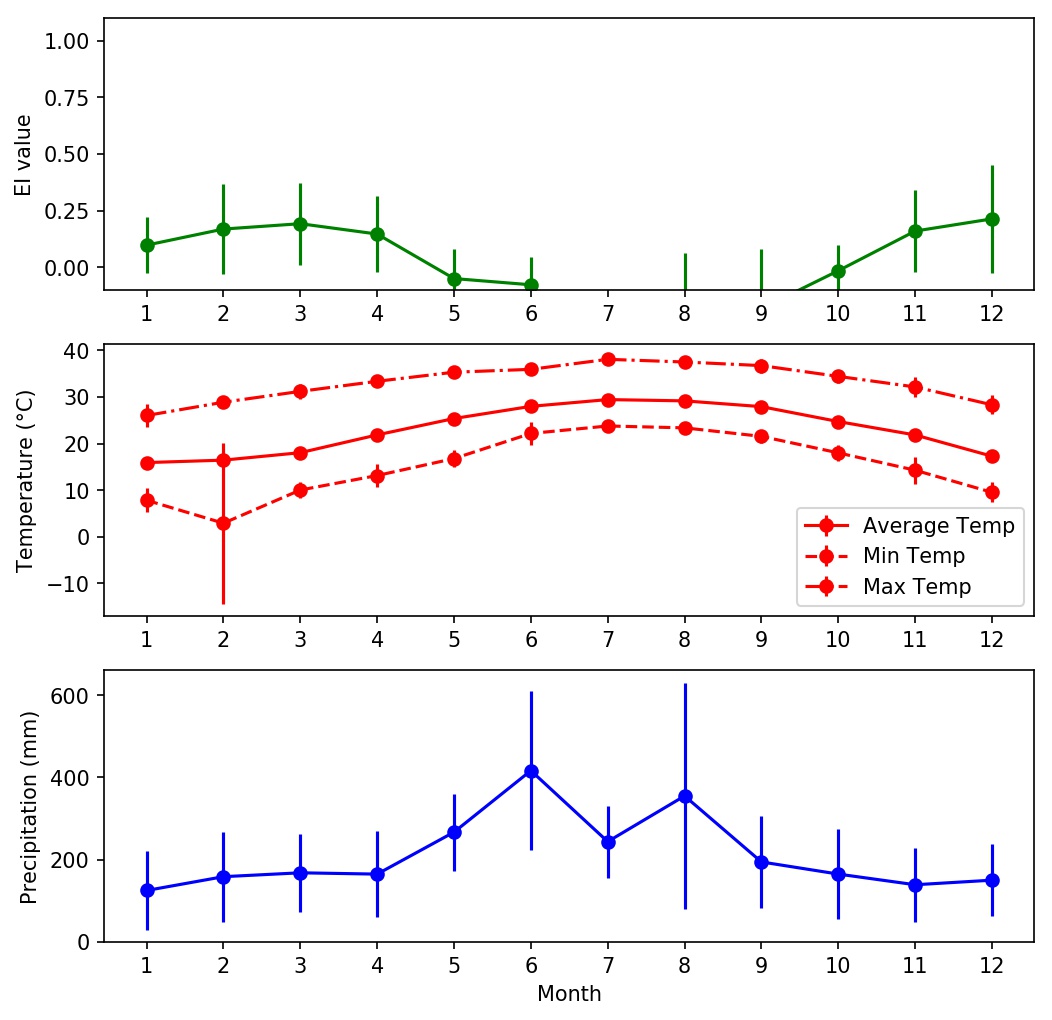 EI value
1.00
0.75
0.50
0.25
0.00
1 2 3 4 5 6 7 8 9 10 11 12
Temperature (°C)
40
30
20
10
0
−10
Average Temp
Min Temp
Max Temp
1 2 3 4 5 6 7 8 9 10 11 12
Precipitation (mm)
600
400
200
0
1 2 3 4 5 6 7 8 9 10 11 12
Month